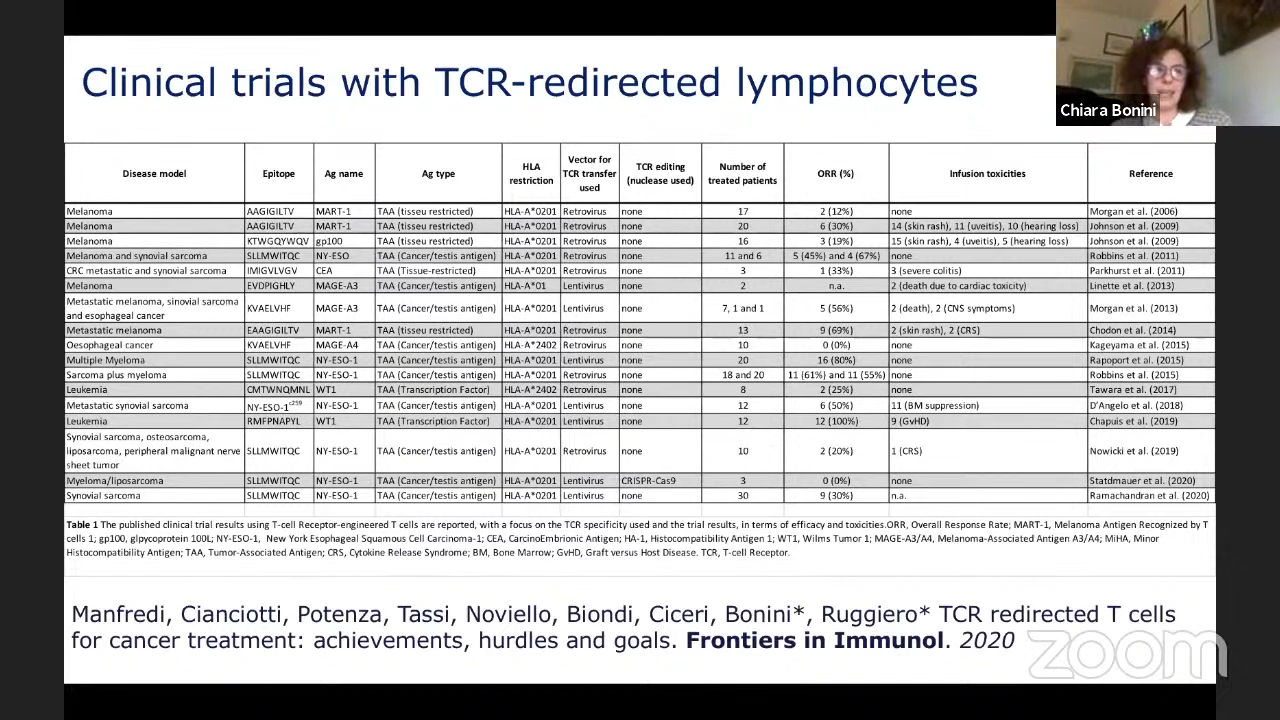 Clinical trials with TCR-redirected lymphocytes
Chiara Bonini
Disease model Epitope Ag name Ag type HLA restriction Vector for TCR transfer used TCR editing (nuclease used) Number of treated patients ORR (%) Infusion toxicities Reference
Melanoma AAGIGILTV MART-1 TAA (tisseu restricted) HLA-A*0201 Retrovirus none 17 2 (12%) none Morgan et al. (2006)
Melanoma AAGIGILTV MART-1 TAA (tisseu restricted) HLA-A*0201 Retrovirus none 20 6 (30%) 14 (skin rash), 11 (uveitis), 10 (hearing loss) Johnson et al. (2009)
Melanoma KTWGQYWQV gp100 TAA (tisseu restricted) HLA-A*0201 Retrovirus none 16 3 (19%) 15 (skin rash), 4 (uveitis), 5 (hearing loss) Johnson et al. (2009)
Melanoma and synovial sarcoma SLLMWITQC NY-ESO TAA (Cancer/testis antigen) HLA-A*0201 Retrovirus none 11 and 6 5 (45%) and 4 (67%) none Robbins et al. (2011)
CRC metastatic and synovial sarcoma IMIGVLVGV CEA TAA (Tissue-restricted) HLA-A*0201 Retrovirus none 3 1 (33%) 3 (severe colitis) Parkhurst et al. (2011)
Melanoma EVDPIGHLY MAGE-A3 TAA (Cancer/testis antigen) HLA-A*01 Lentivirus none 2 n.a. 2 (death due to cardiac toxicity) Linette et al. (2013)
Metastatic melanoma, sinovial sarcoma and esophageal cancer KVAELVHF MAGE-A3 TAA (Cancer/testis antigen) HLA-A*0201 Retrovirus none 7, 1 and 1 5 (56%) 2 (death), 2 (CNS symptoms) Morgan et al. (2013)
Metastatic melanoma EAAGIGILTV MART-1 TAA (tisseu restricted) HLA-A*0201 Retrovirus none 13 9 (69%) 2 (skin rash), 2 (CRS) Chodon et al. (2014)
Oesophageal cancer KVAELVHF MAGE-A4 TAA (Cancer/testis antigen) HLA-A*2402 Retrovirus none 10 0 (0%) none Kageyama et al. (2015)
Multiple Myeloma SLLMWITQC NY-ESO-1 TAA (Cancer/testis antigen) HLA-A*0201 Lentivirus none 20 16 (80%) none Rapoport et al. (2015)
Sarcoma plus myeloma SLLMWITQC NY-ESO-1 TAA (Cancer/testis antigen) HLA-A*0201 Retrovirus none 18 and 20 11 (61%) and 11 (55%) none Robbins et al. (2015)
Leukemia CMTWNQMNL WT1 TAA (Transcription Factor) HLA-A*2402 Retrovirus none 8 2 (25%) none Tawara et al. (2017)
Metastatic synovial sarcoma NY-ESO-1c259 NY-ESO-1 TAA (Cancer/testis antigen) HLA-A*0201 Lentivirus none 12 6 (50%) 11 (BM suppression) D'Angelo et al. (2018)
Leukemia RMFPNAPYL WT1 TAA (Transcription Factor) HLA-A*0201 Lentivirus none 12 12 (100%) 9 (GvHD) Chapuis et al. (2019)
Synovial sarcoma, osteosarcoma, liposarcoma, peripheral malignant nerve sheet tumor SLLMWITQC NY-ESO-1 TAA (Cancer/testis antigen) HLA-A*0201 Retrovirus none 10 2 (20%) 1 (CRS) Nowicki et al. (2019)
Myeloma/liposarcoma SLLMWITQC NY-ESO-1 TAA (Cancer/testis antigen) HLA-A*0201 Lentivirus CRISPR-Cas9 3 0 (0%) none Statdmauer et al. (2020)
Synovial sarcoma SLLMWITQC NY-ESO-1 TAA (Cancer/testis antigen) HLA-A*0201 Lentivirus none 30 9 (30%) n.a. Ramachandran et al. (2020)
Table 1 The published clinical trial results using T-cell Receptor-engineered T cells are reported, with a focus on the TCR specificity used and the trial results, in terms of efficacy and toxicities.ORR, Overall Response Rate; MART-1, Melanoma Antigen Recognized by T
cells 1; gp100, glpycoprotein 100L; NY-ESO-1, New York Esophageal Squamous Cell Carcinoma-1; CEA, CarcinoEmbrionic Antigen; HA-1, Histocompatibility Antigen 1; WT1, Wilms Tumor 1; MAGE-A3/A4, Melanoma-Associated Antigen A3/A4; MiHA, Minor
Histocompatibility Antigen; TAA, Tumor-Associated Antigen; CRS, Cytokine Release Syndrome; BM, Bone Marrow; GvHD, Graft versus Host Disease. TCR, T-cell Receptor.
Manfredi, Cianciotti, Potenza, Tassi, Noviello, Biondi, Ciceri, Bonini*, Ruggiero* TCR redirected T cells
for cancer treatment: achievements, hurdles and goals. Frontiers in Immunol. 2020
zoom